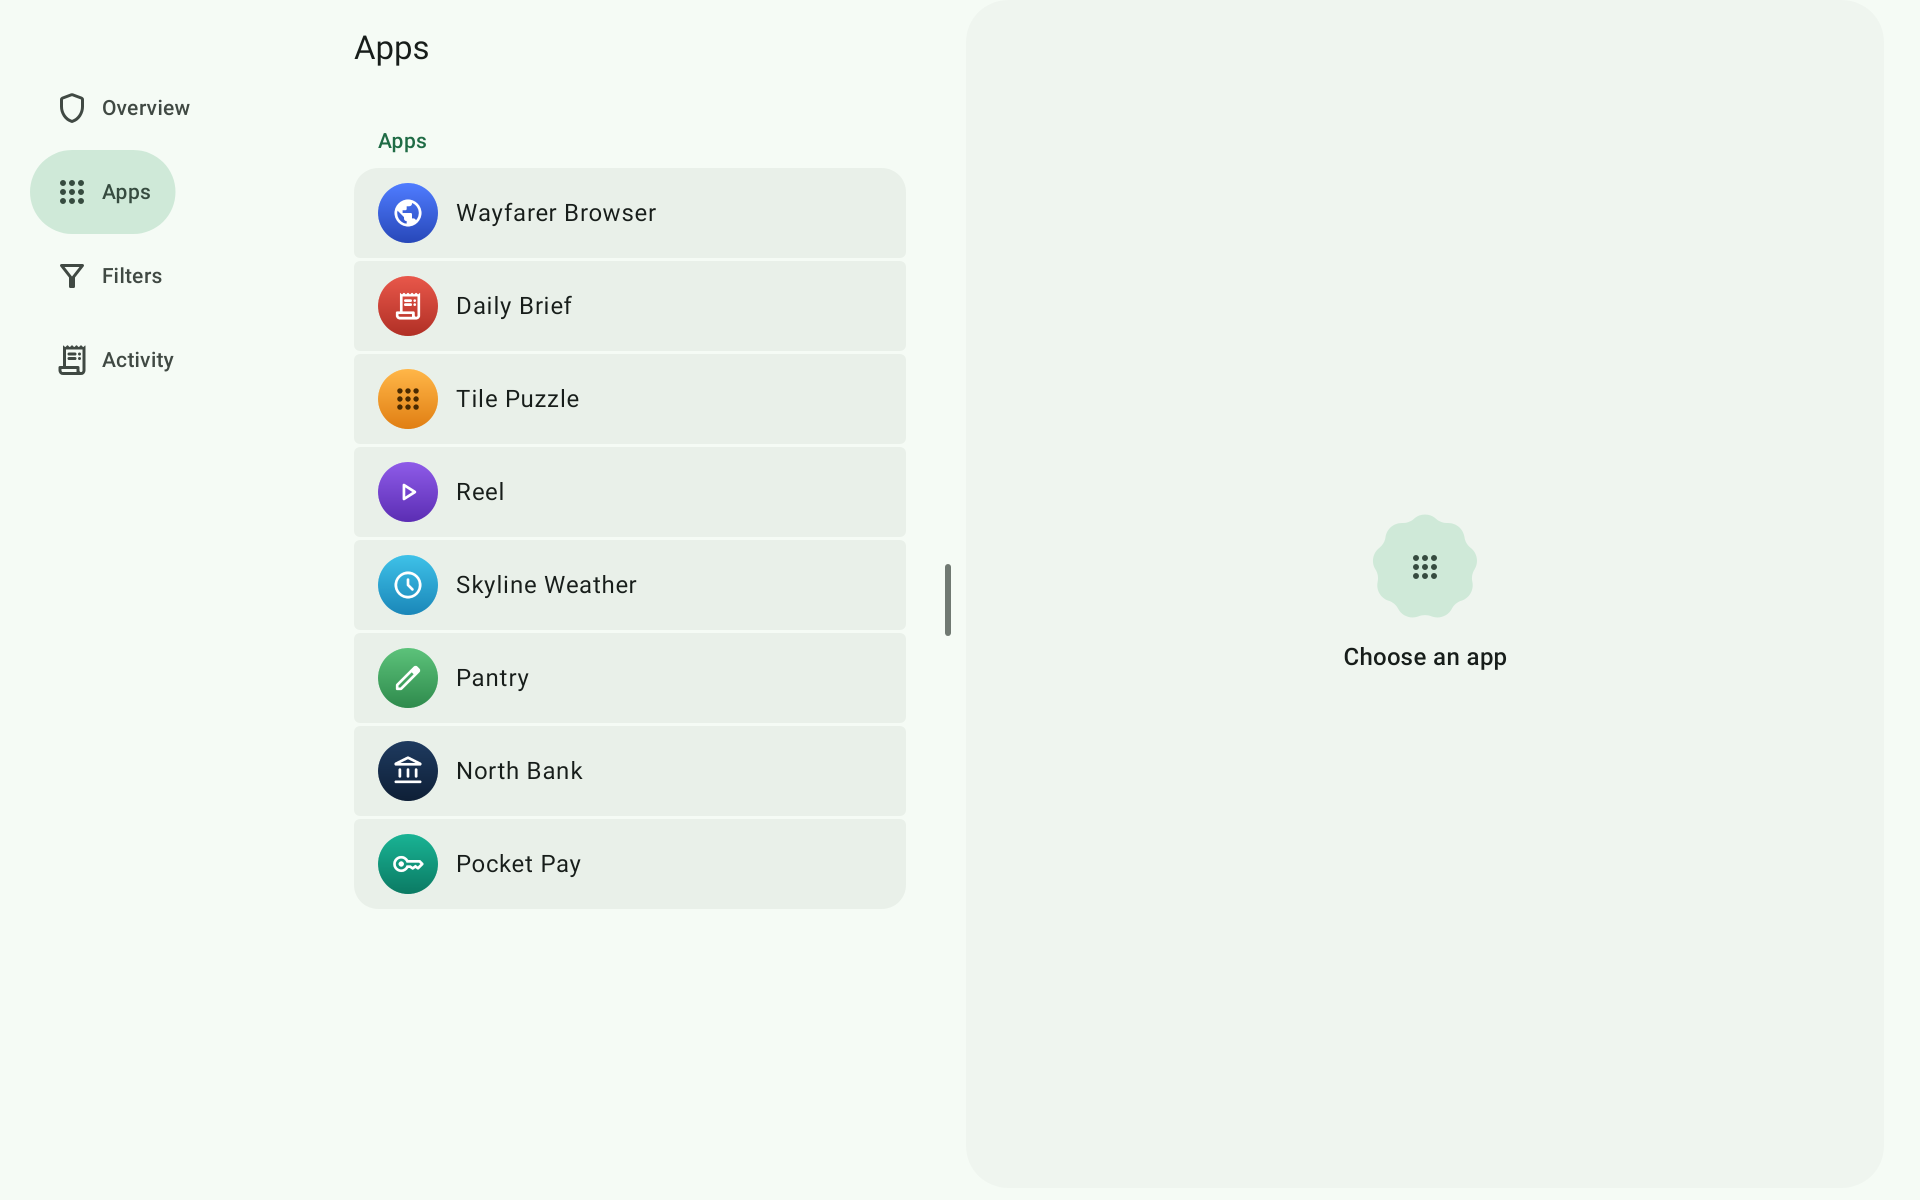 Apps
Overview
Apps
Filters
Activity
Apps
Wayfarer Browser
Daily Brief
Tile Puzzle
Reel
Skyline Weather
Pantry
North Bank
Pocket Pay
Choose an app